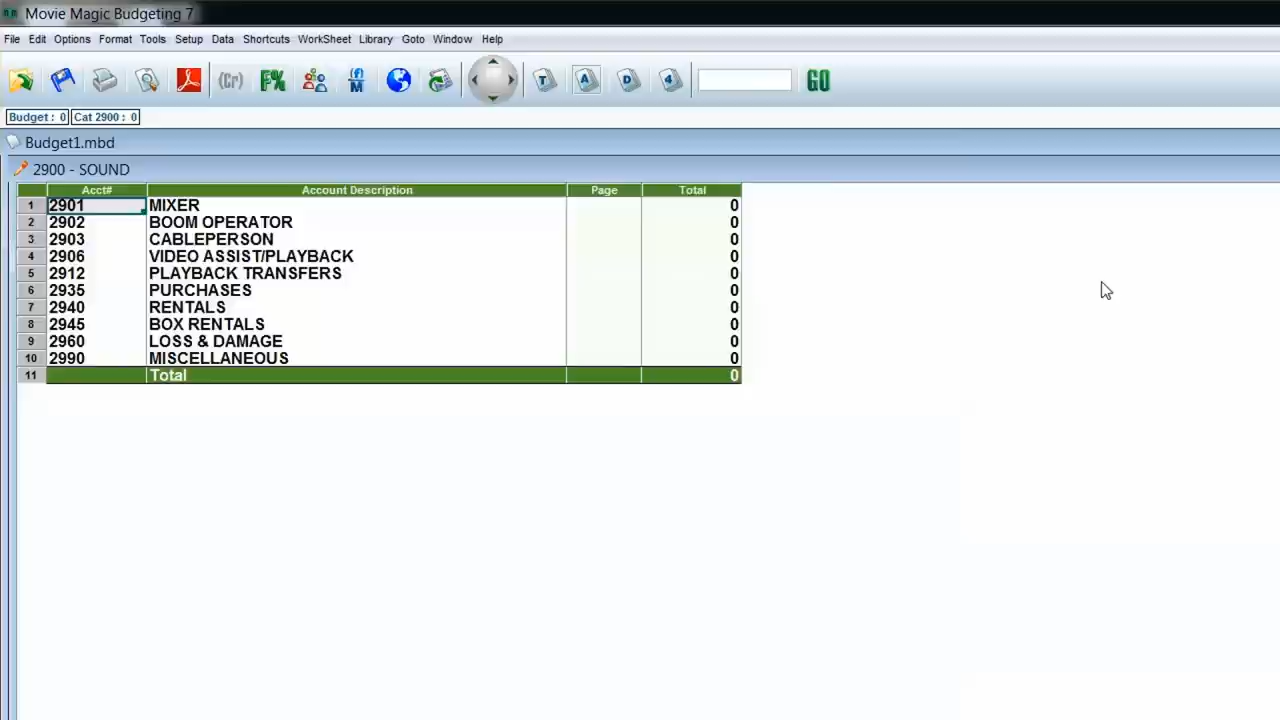 Movie Magic Budgeting 7
File Edit Options Format Tools Setup Data Shortcuts WorkSheet Library Goto Window Help
(Cr) F% f M T A D 4 GO
Budget : 0 Cat 2900 : 0
Budget1.mbd
2900 - SOUND
Acct# Account Description Page Total
1 2901 MIXER 0
2 2902 BOOM OPERATOR 0
3 2903 CABLEPERSON 0
4 2906 VIDEO ASSIST/PLAYBACK 0
5 2912 PLAYBACK TRANSFERS 0
6 2935 PURCHASES 0
7 2940 RENTALS 0
8 2945 BOX RENTALS 0
9 2960 LOSS & DAMAGE 0
10 2990 MISCELLANEOUS 0
11 Total 0